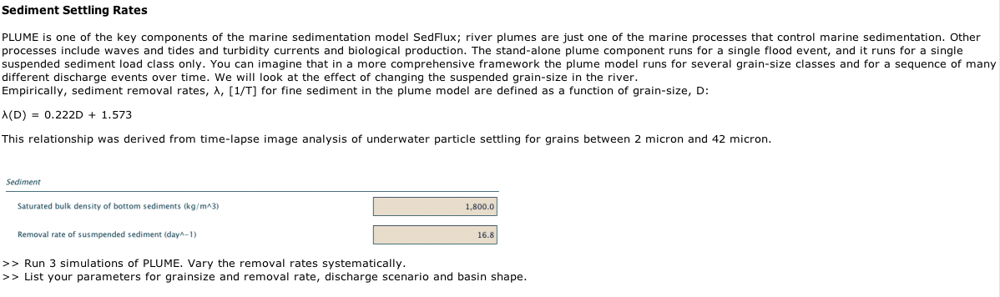 Sediment Settling Rates
PLUME is one of the key components of the marine sedimentation model SedFlux; river plumes are just one of the marine processes that control marine sedimentation. Other
processes include waves and tides and turbidity currents and biological production. The stand-alone plume component runs for a single flood event, and it runs for a single
suspended sediment load class only. You can imagine that in a more comprehensive framework the plume model runs for several grain-size classes and for a sequence of many
different discharge events over time. We will look at the effect of changing the suspended grain-size in the river.
Empirically, sediment removal rates, λ, [1/T] for fine sediment in the plume model are defined as a function of grain-size, D:
λ(D) = 0.222D + 1.573
This relationship was derived from time-lapse image analysis of underwater particle settling for grains between 2 micron and 42 micron.
Sediment
Saturated bulk density of bottom sediments (kg/m^3) 1,800.0
Removal rate of susmpended sediment (day^-1) 16.8
>> Run 3 simulations of PLUME. Vary the removal rates systematically.
>> List your parameters for grainsize and removal rate, discharge scenario and basin shape.